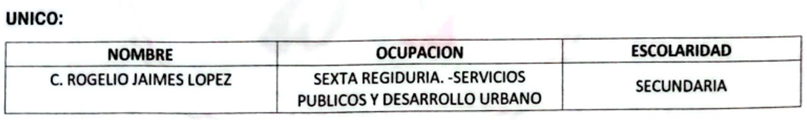 UNICO:
NOMBRE OCUPACION ESCOLARIDAD
C. ROGELIO JAIMES LOPEZ SEXTA REGIDURIA. -SERVICIOS PUBLICOS Y DESARROLLO URBANO SECUNDARIA